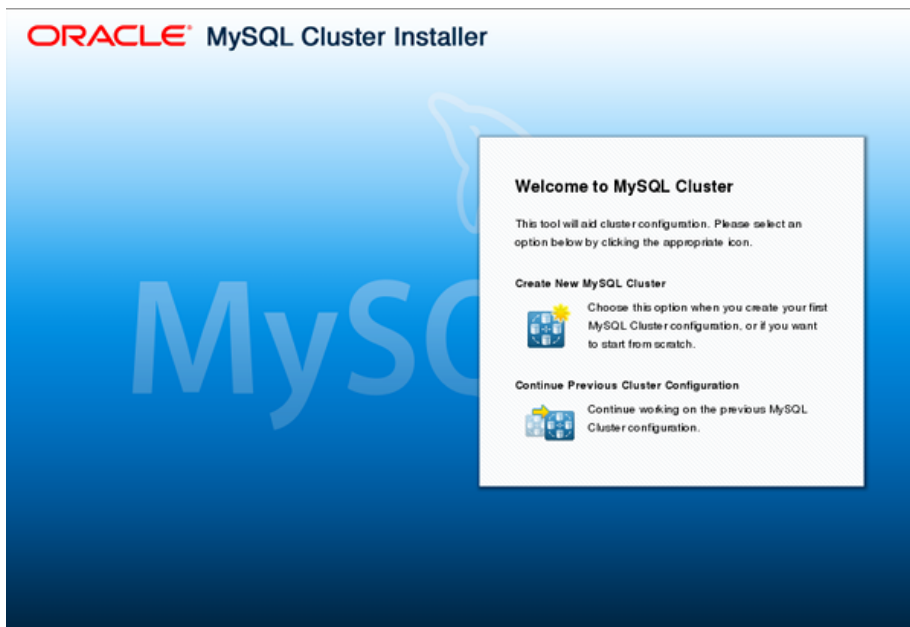 ORACLE® MySQL Cluster Installer
MySQ
Welcome to MySQL Cluster
This tool will aid cluster configuration. Please select an
option below by clicking the appropriate icon.
Create New MySQL Cluster
Choose this option when you create your first
MySQL Cluster configuration, or if you want
to start from scratch.
Continue Previous Cluster Configuration
Continue working on the previous MySQL
Cluster configuration.